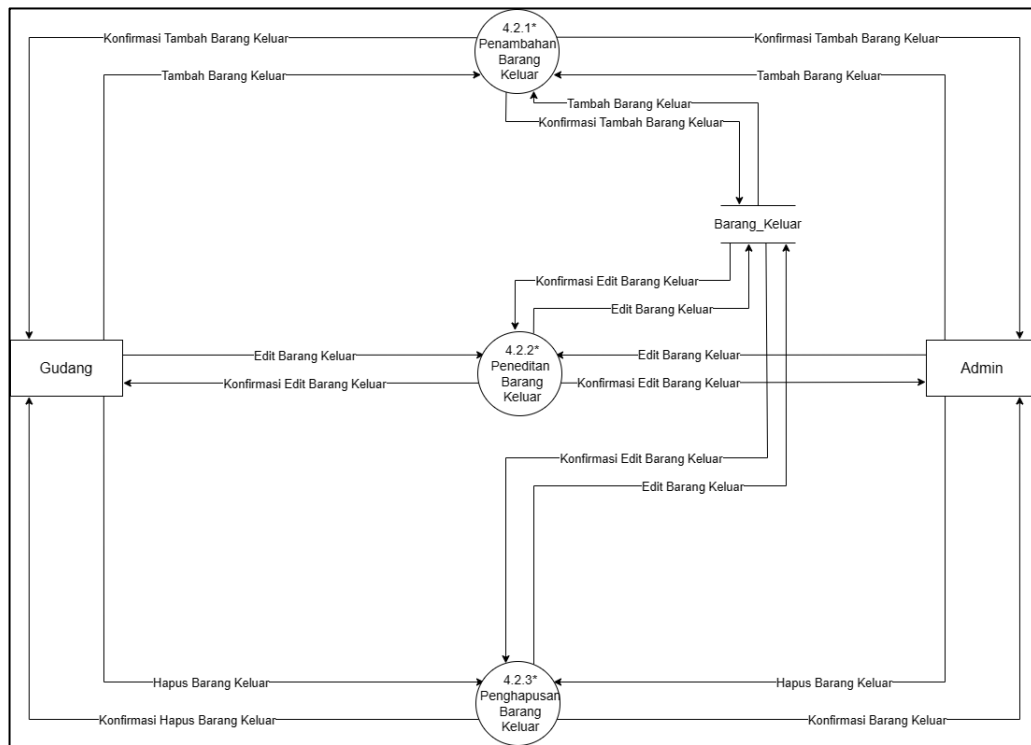 4.2.1*
Penambahan
Barang
Keluar
Konfirmasi Tambah Barang Keluar
Konfirmasi Tambah Barang Keluar
Tambah Barang Keluar
Tambah Barang Keluar
Tambah Barang Keluar
Konfirmasi Tambah Barang Keluar
Barang_Keluar
Konfirmasi Edit Barang Keluar
Edit Barang Keluar
Gudang
Edit Barang Keluar
Konfirmasi Edit Barang Keluar
4.2.2*
Peneditan
Barang
Keluar
Edit Barang Keluar
Konfirmasi Edit Barang Keluar
Admin
Konfirmasi Edit Barang Keluar
Edit Barang Keluar
Hapus Barang Keluar
Konfirmasi Hapus Barang Keluar
4.2.3*
Penghapusan
Barang
Keluar
Hapus Barang Keluar
Konfirmasi Barang Keluar